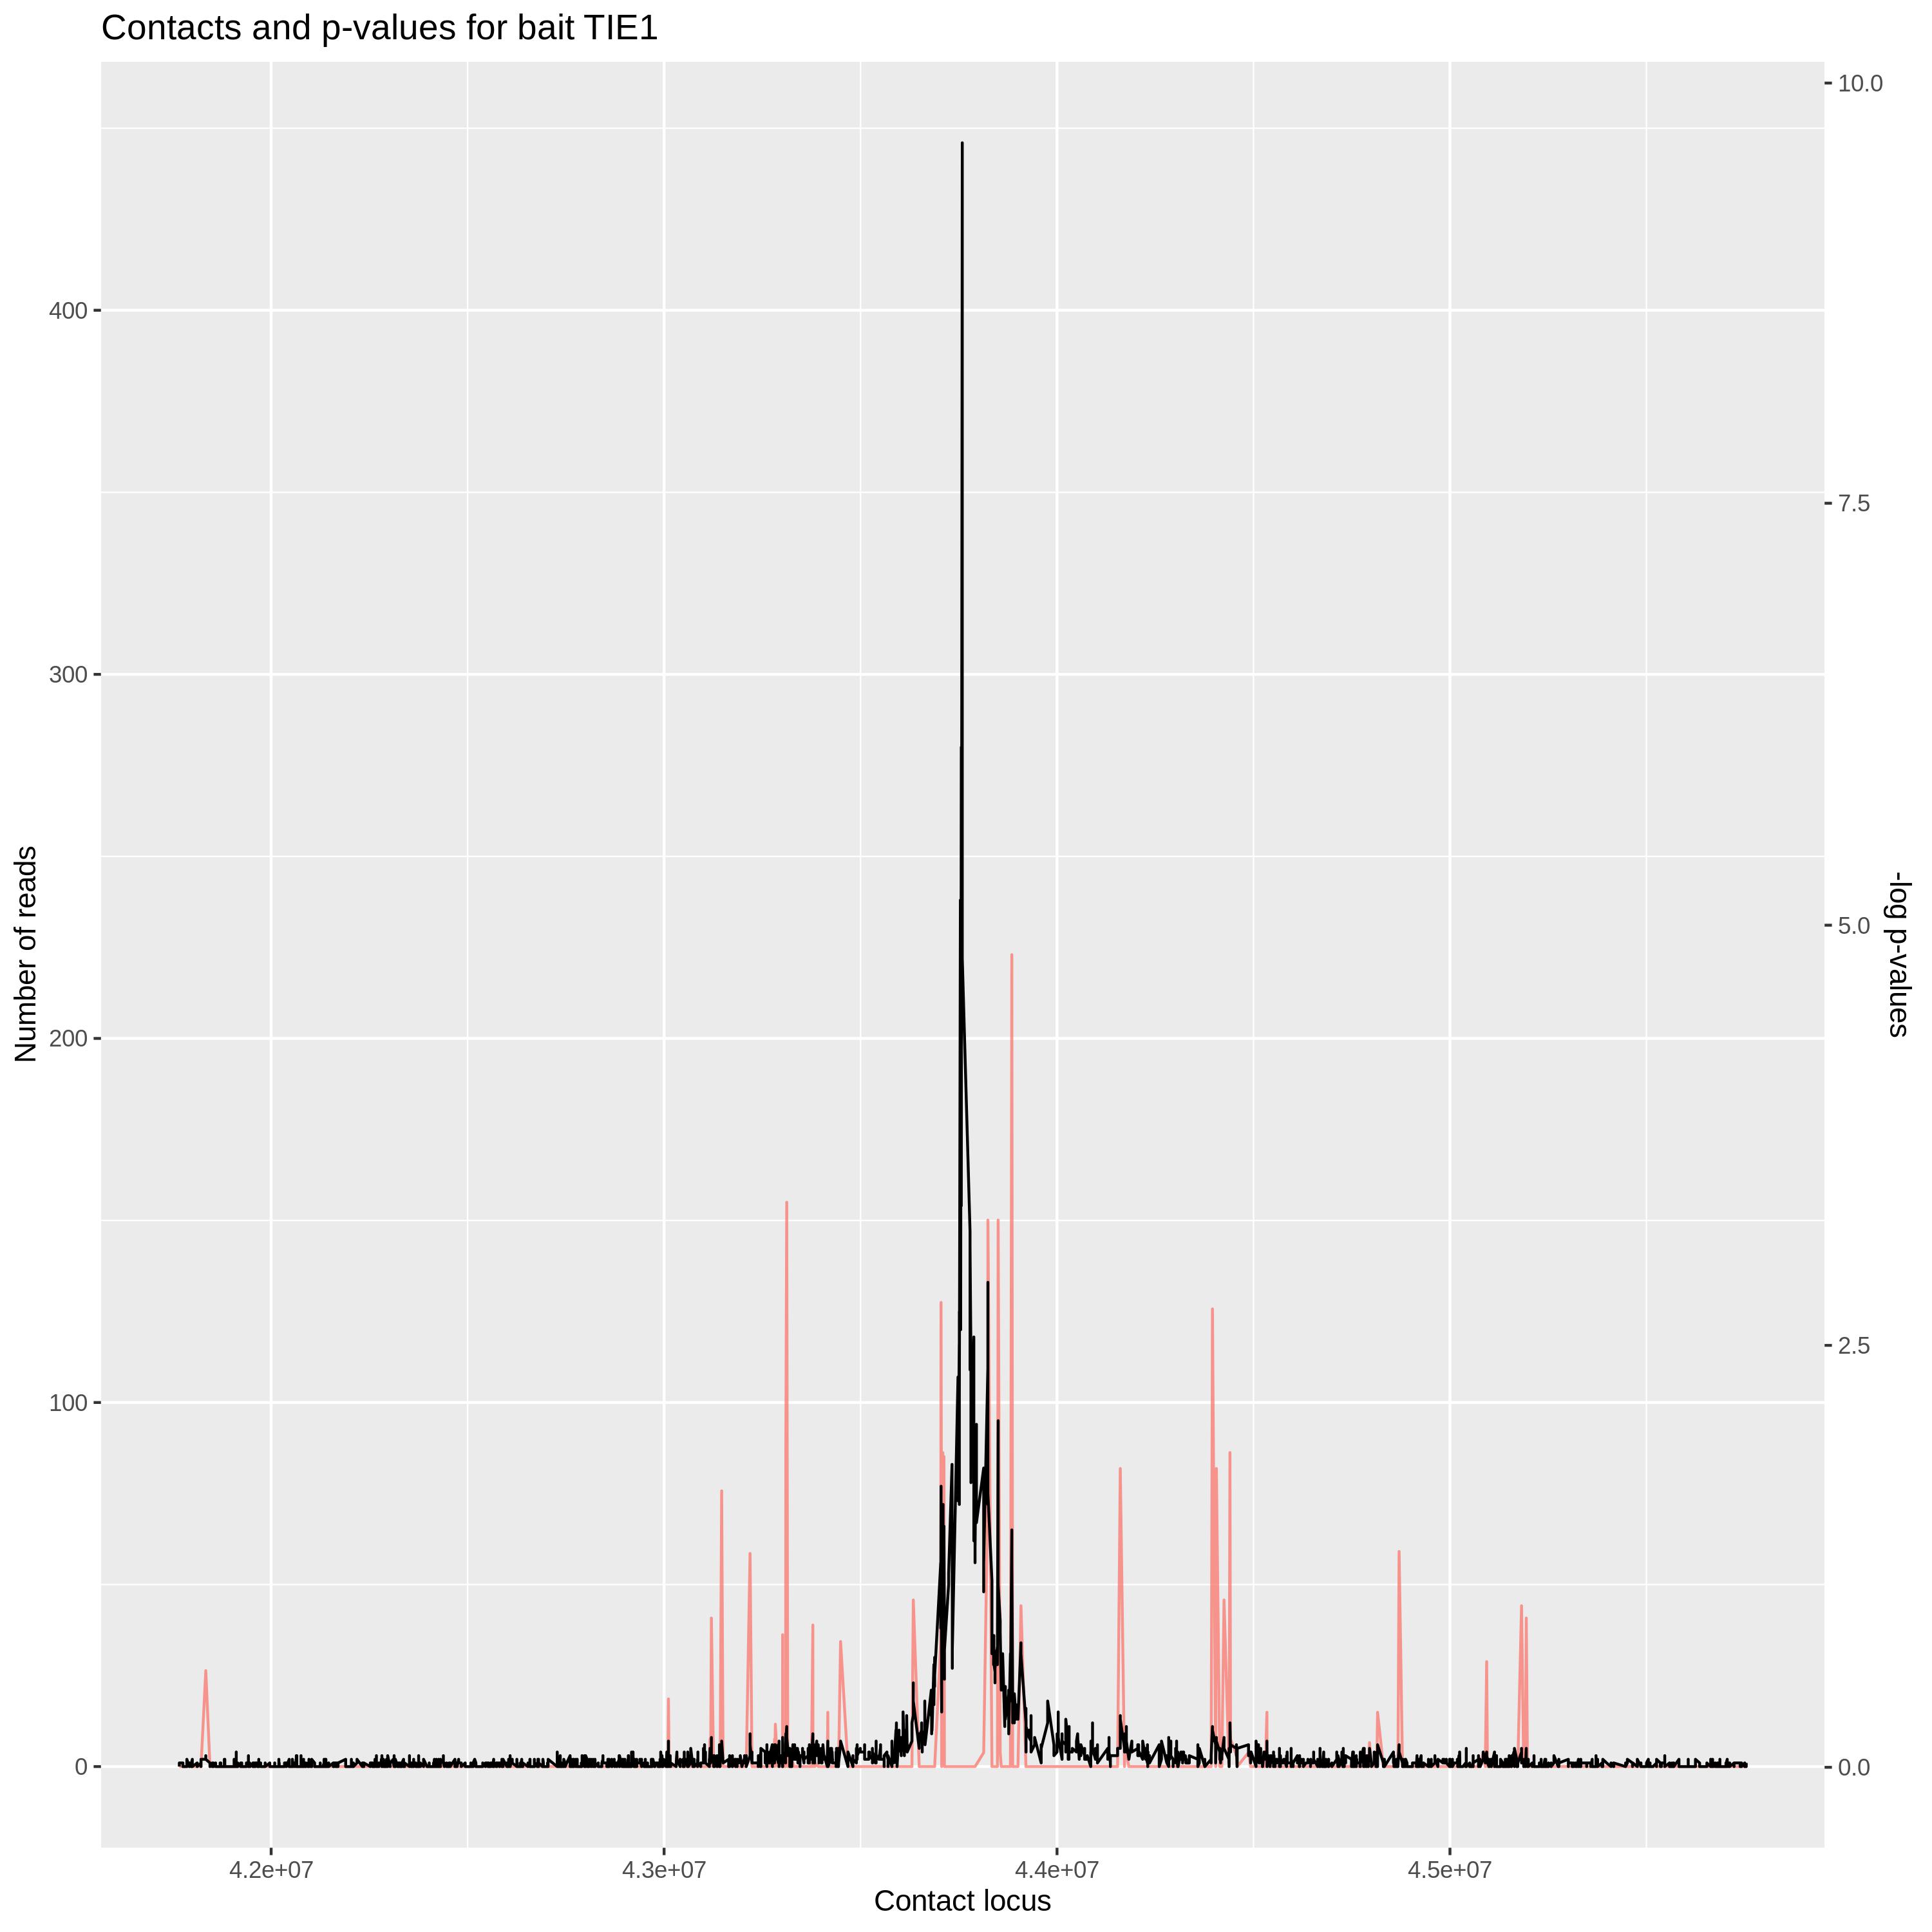 Contacts and p-values for bait TIE1
10.0
400
7.5
300
Number of reads
-log p-values
5.0
200
2.5
100
0
0.0
4.2e+07 4.3e+07 4.4e+07 4.5e+07
Contact locus